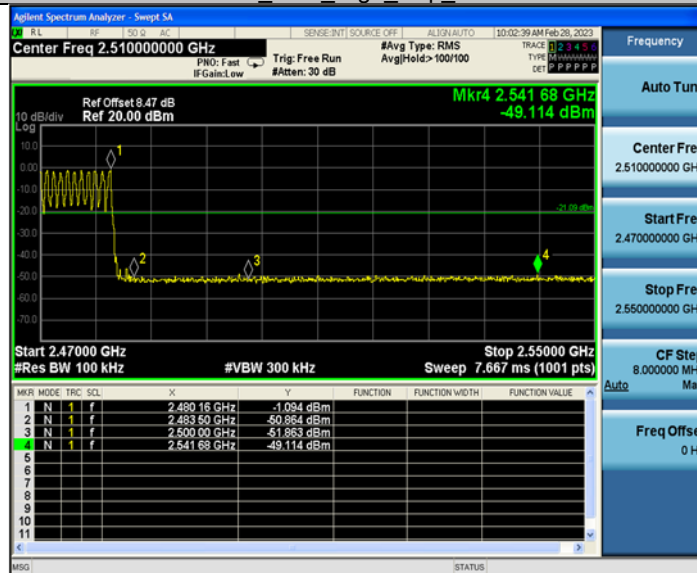 Agilent Spectrum Analyzer - Swept SA
RL RF 50 Ω AC SENSE:INT SOURCE OFF ALIGNAUTO 10:02:39 AM Feb 28, 2023
Center Freq 2.510000000 GHz
PNO: Fast
IFGain:Low
Trig: Free Run
#Atten: 30 dB
#Avg Type: RMS
Avg|Hold:>100/100
TRACE 1 2 3 4 5 6
TYPE M
DET P P P P P P
Mkr4 2.541 68 GHz
-49.114 dBm
Ref Offset 8.47 dB
10 dB/div Ref 20.00 dBm
Log
10.0
0.00
-10.0
-20.0
-30.0
-40.0
-50.0
-60.0
-70.0
1
2
3
4
-21.09 dBm
Start 2.47000 GHz Stop 2.55000 GHz
#Res BW 100 kHz #VBW 300 kHz Sweep 7.667 ms (1001 pts)
MKR MODE TRC SCL X Y FUNCTION FUNCTION WIDTH FUNCTION VALUE
1 N 1 f 2.480 16 GHz -1.094 dBm
2 N 1 f 2.483 50 GHz -50.864 dBm
3 N 1 f 2.500 00 GHz -51.863 dBm
4 N 1 f 2.541 68 GHz -49.114 dBm
5
6
7
8
9
10
11
MSG STATUS
Frequency
Auto Tun
Center Fre
2.510000000 GH
Start Fre
2.470000000 GH
Stop Fre
2.550000000 GH
CF Ste
8.000000 MH
Auto Ma
Freq Offse
0 H